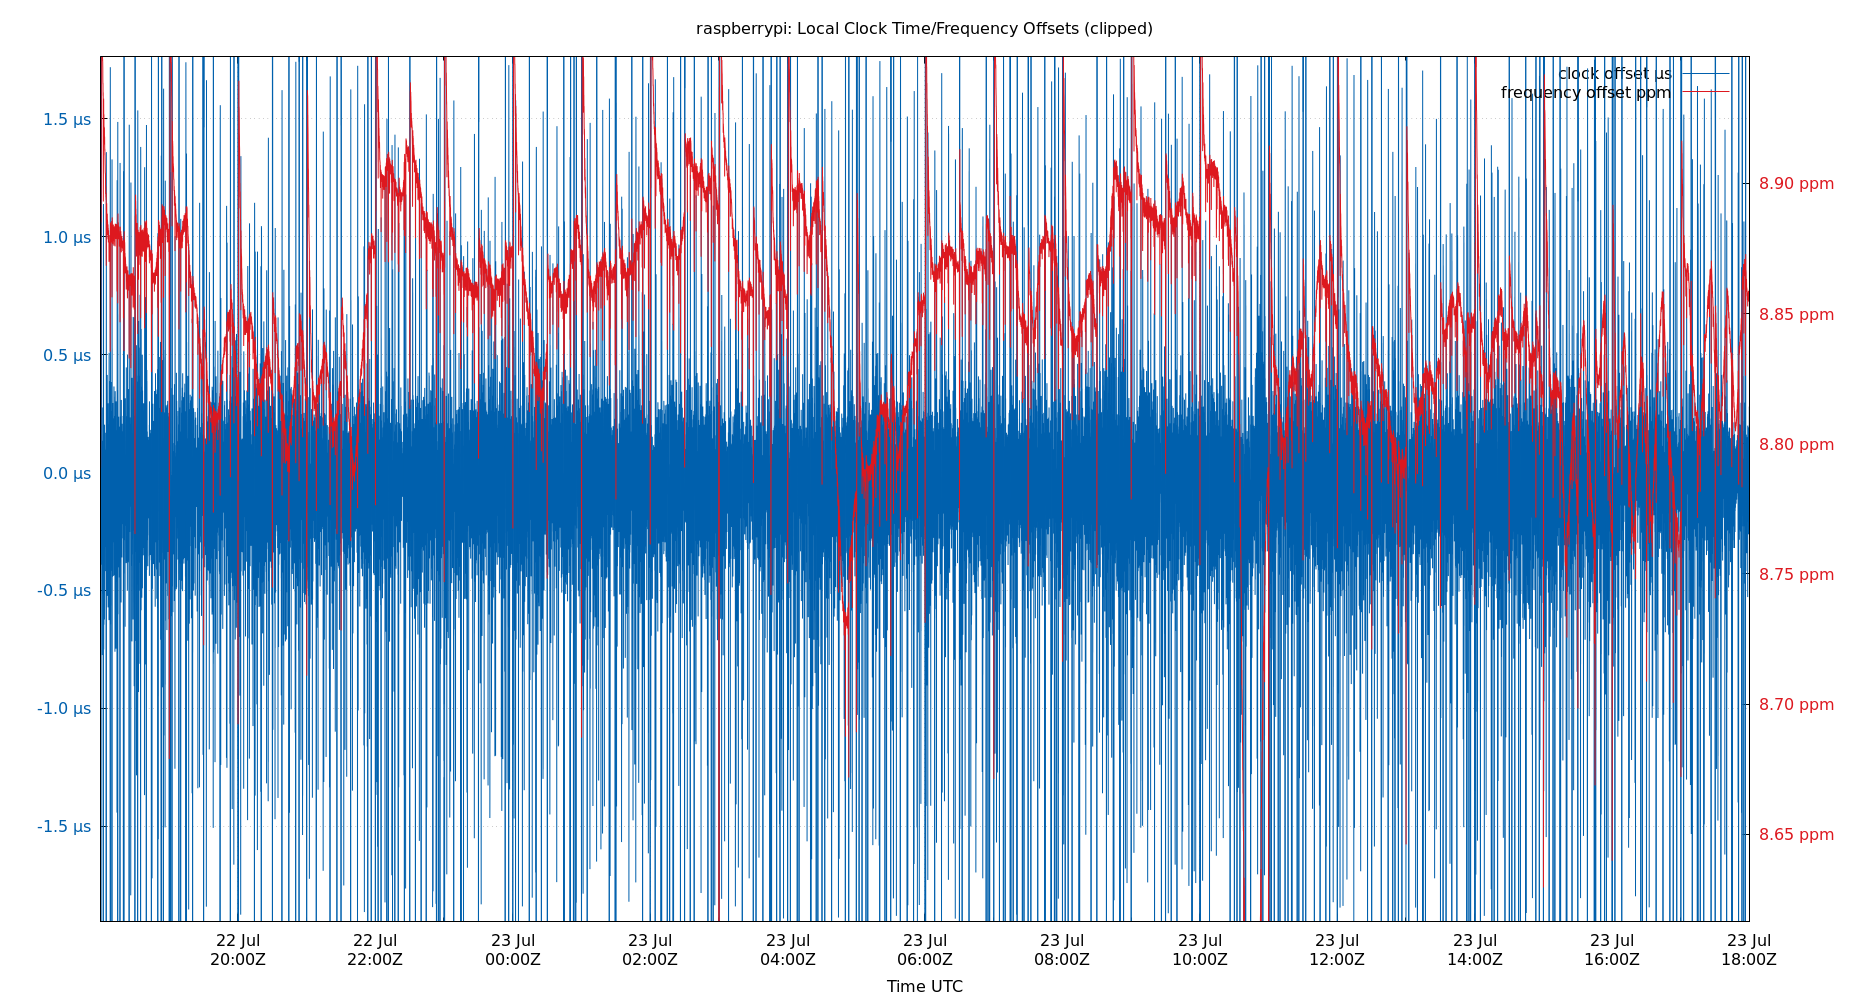 raspberrypi: Local Clock Time/Frequency Offsets (clipped)
clock offset µs
frequency offset ppm
1.5 µs
1.0 µs
0.5 µs
0.0 µs
-0.5 µs
-1.0 µs
-1.5 µs
8.90 ppm
8.85 ppm
8.80 ppm
8.75 ppm
8.70 ppm
8.65 ppm
22 Jul 22 Jul 23 Jul 23 Jul 23 Jul 23 Jul 23 Jul 23 Jul 23 Jul 23 Jul 23 Jul 23 Jul
20:00Z 22:00Z 00:00Z 02:00Z 04:00Z 06:00Z 08:00Z 10:00Z 12:00Z 14:00Z 16:00Z 18:00Z
Time UTC